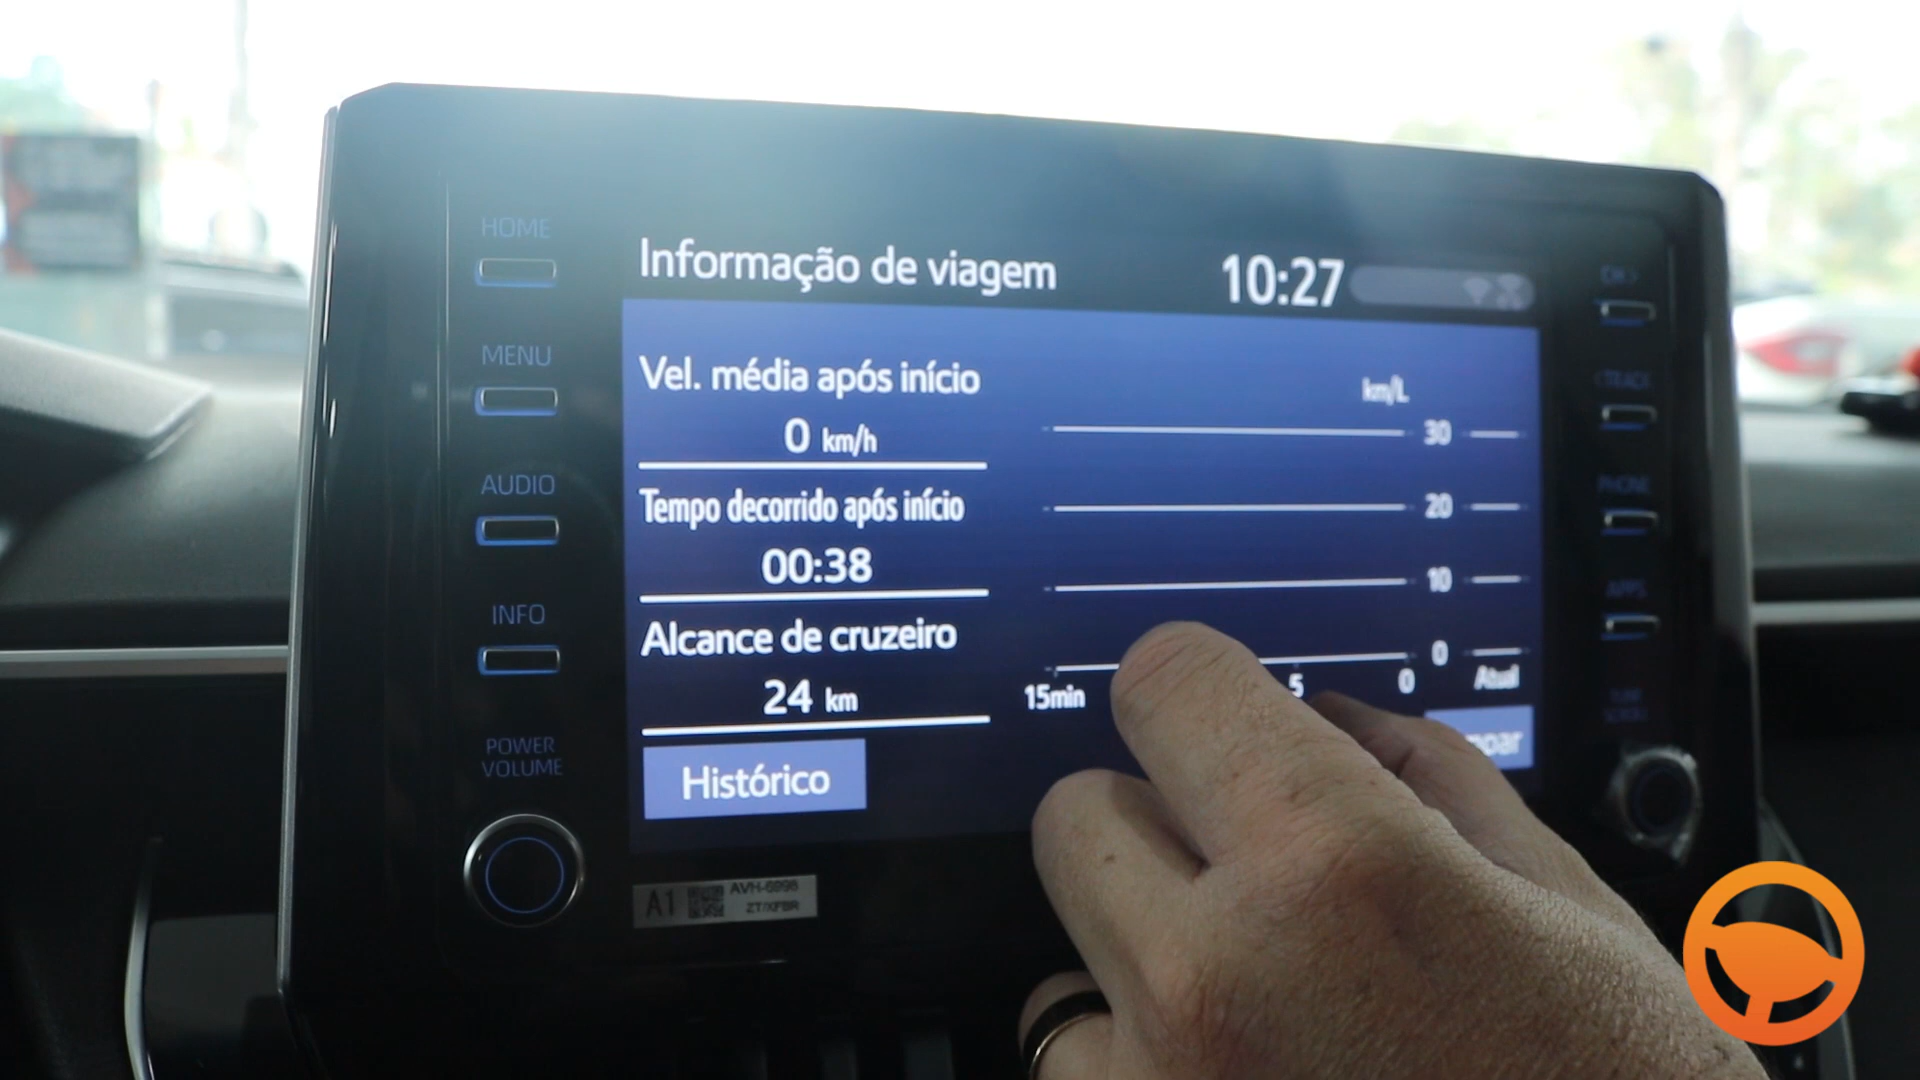 HOME
MENU
AUDIO
INFO
POWER
VOLUME
Informação de viagem
10:27
Vel. média após início
0 km/h
Tempo decorrido após início
00:38
Alcance de cruzeiro
24 km
Histórico
km/L
30
20
10
0
15min
5
0
Atual
A1
AVH-6998
TRACK
PHONE
APPS